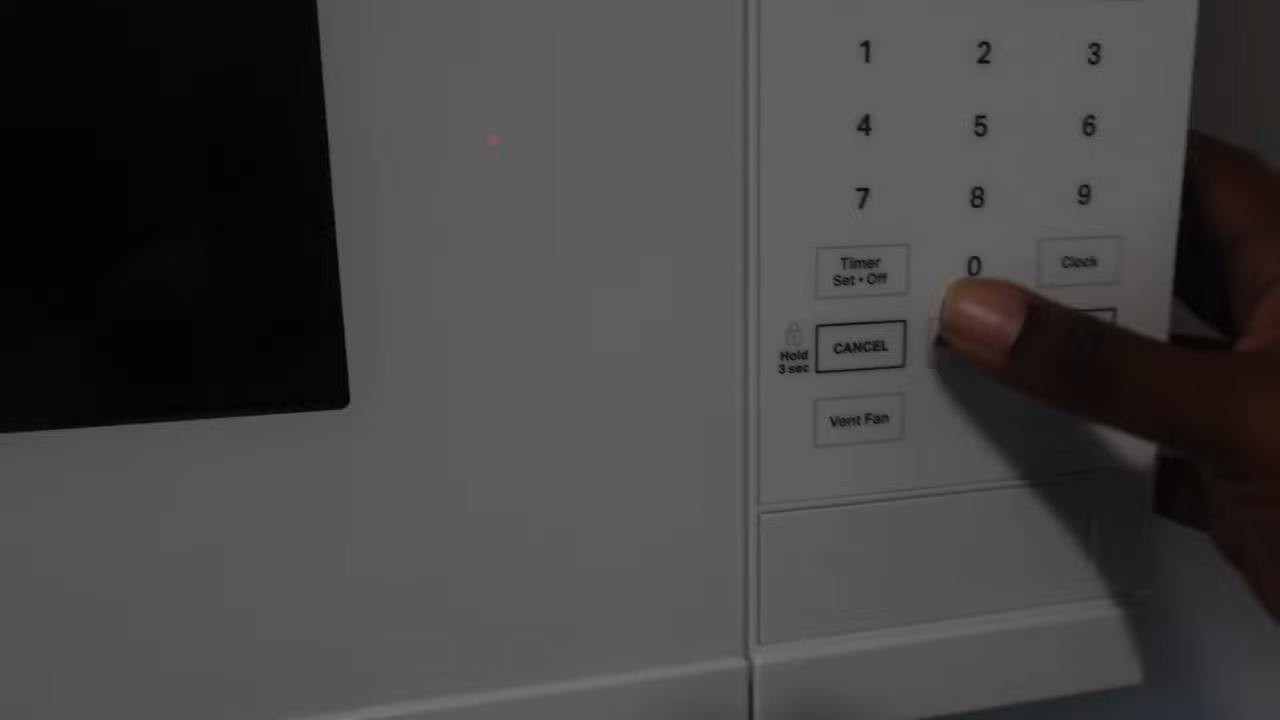 1 2 3
4 5 6
7 8 9
Timer
Set • Off
0
Clock
Hold
3 sec
CANCEL
Vent Fan